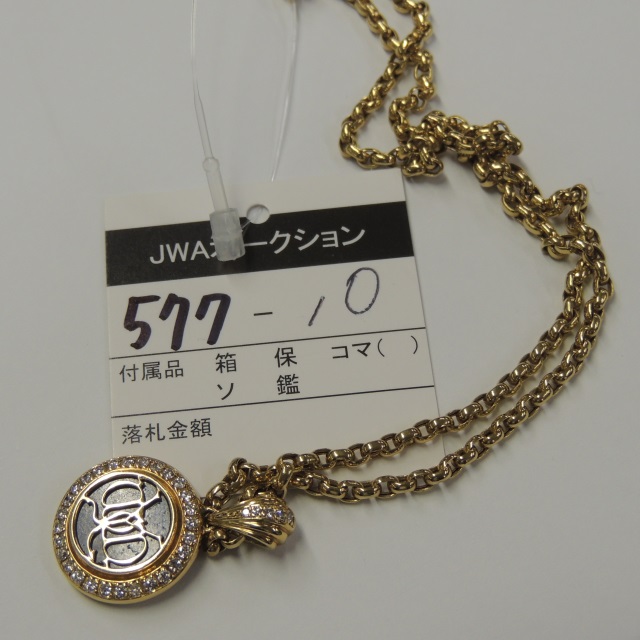 JWAオークション
577-10
付属品 箱 保 コマ( )
ソ 鑑
落札金額